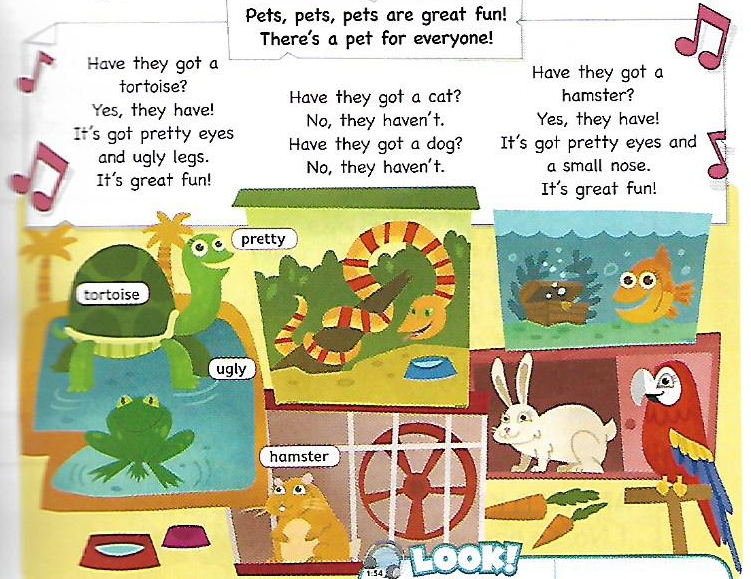 Pets, pets, pets are great fun!
There's a pet for everyone!
Have they got a
tortoise?
Yes, they have!
It's got pretty eyes
and ugly legs.
It's great fun!
Have they got a cat?
No, they haven't.
Have they got a dog?
No, they haven't.
Have they got a
hamster?
Yes, they have!
It's got pretty eyes and
a small nose.
It's great fun!
pretty
tortoise
ugly
hamster
1:54
LOOK!